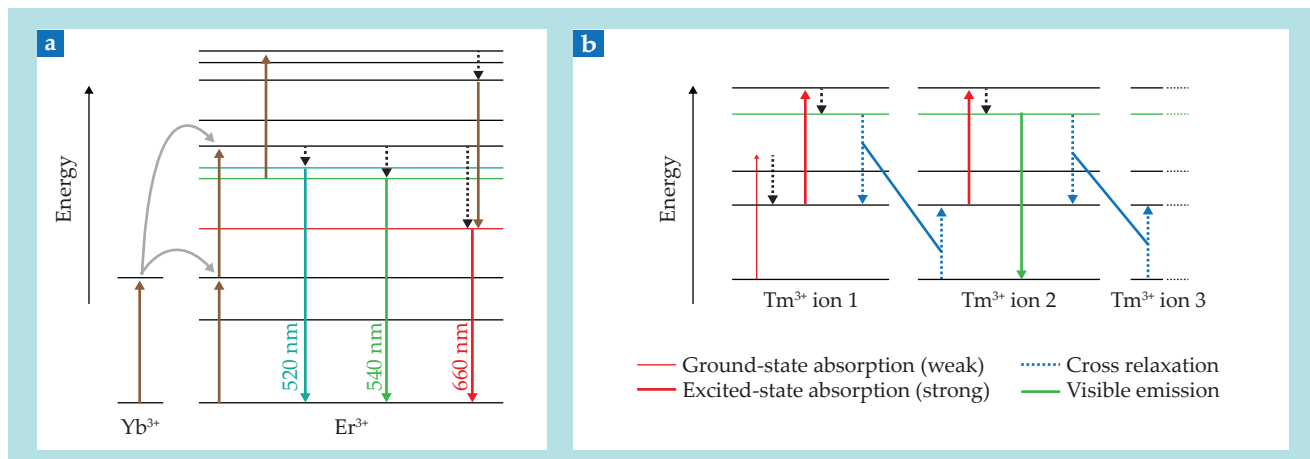 a
Energy
520 nm
540 nm
660 nm
Yb³⁺
Er³⁺
b
Energy
Tm³⁺ ion 1
Tm³⁺ ion 2
Tm³⁺ ion 3
Ground-state absorption (weak)
Excited-state absorption (strong)
Cross relaxation
Visible emission